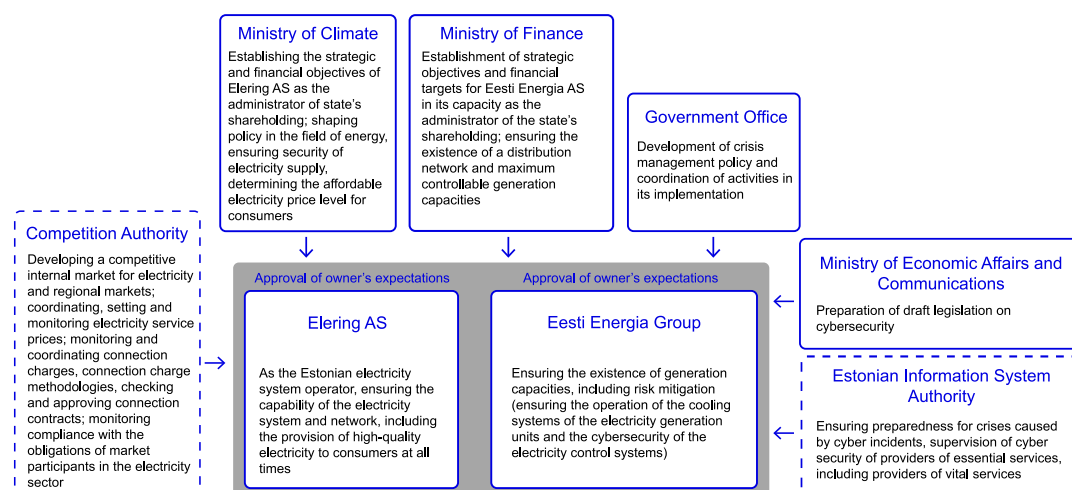 Ministry of Climate
Establishing the strategic
and financial objectives of
Elering AS as the
administrator of state's
shareholding; shaping
policy in the field of energy,
ensuring security of
electricity supply,
determining the affordable
electricity price level for
consumers
Ministry of Finance
Establishment of strategic
objectives and financial
targets for Eesti Energia AS
in its capacity as the
administrator of the state's
shareholding; ensuring the
existence of a distribution
network and maximum
controllable generation
capacities
Government Office
Development of crisis
management policy and
coordination of activities in
its implementation
Competition Authority
Developing a competitive
internal market for electricity
and regional markets;
coordinating, setting and
monitoring electricity service
prices; monitoring and
coordinating connection
charges, connection charge
methodologies, checking
and approving connection
contracts; monitoring
compliance with the
obligations of market
participants in the electricity
sector
Approval of owner's expectations
Elering AS
As the Estonian electricity
system operator, ensuring the
capability of the electricity
system and network, including
the provision of high-quality
electricity to consumers at all
times
Approval of owner's expectations
Eesti Energia Group
Ensuring the existence of generation
capacities, including risk mitigation
(ensuring the operation of the cooling
systems of the electricity generation
units and the cybersecurity of the
electricity control systems)
Ministry of Economic Affairs and
Communications
Preparation of draft legislation on
cybersecurity
Estonian Information System
Authority
Ensuring preparedness for crises caused
by cyber incidents, supervision of cyber
security of providers of essential services,
including providers of vital services